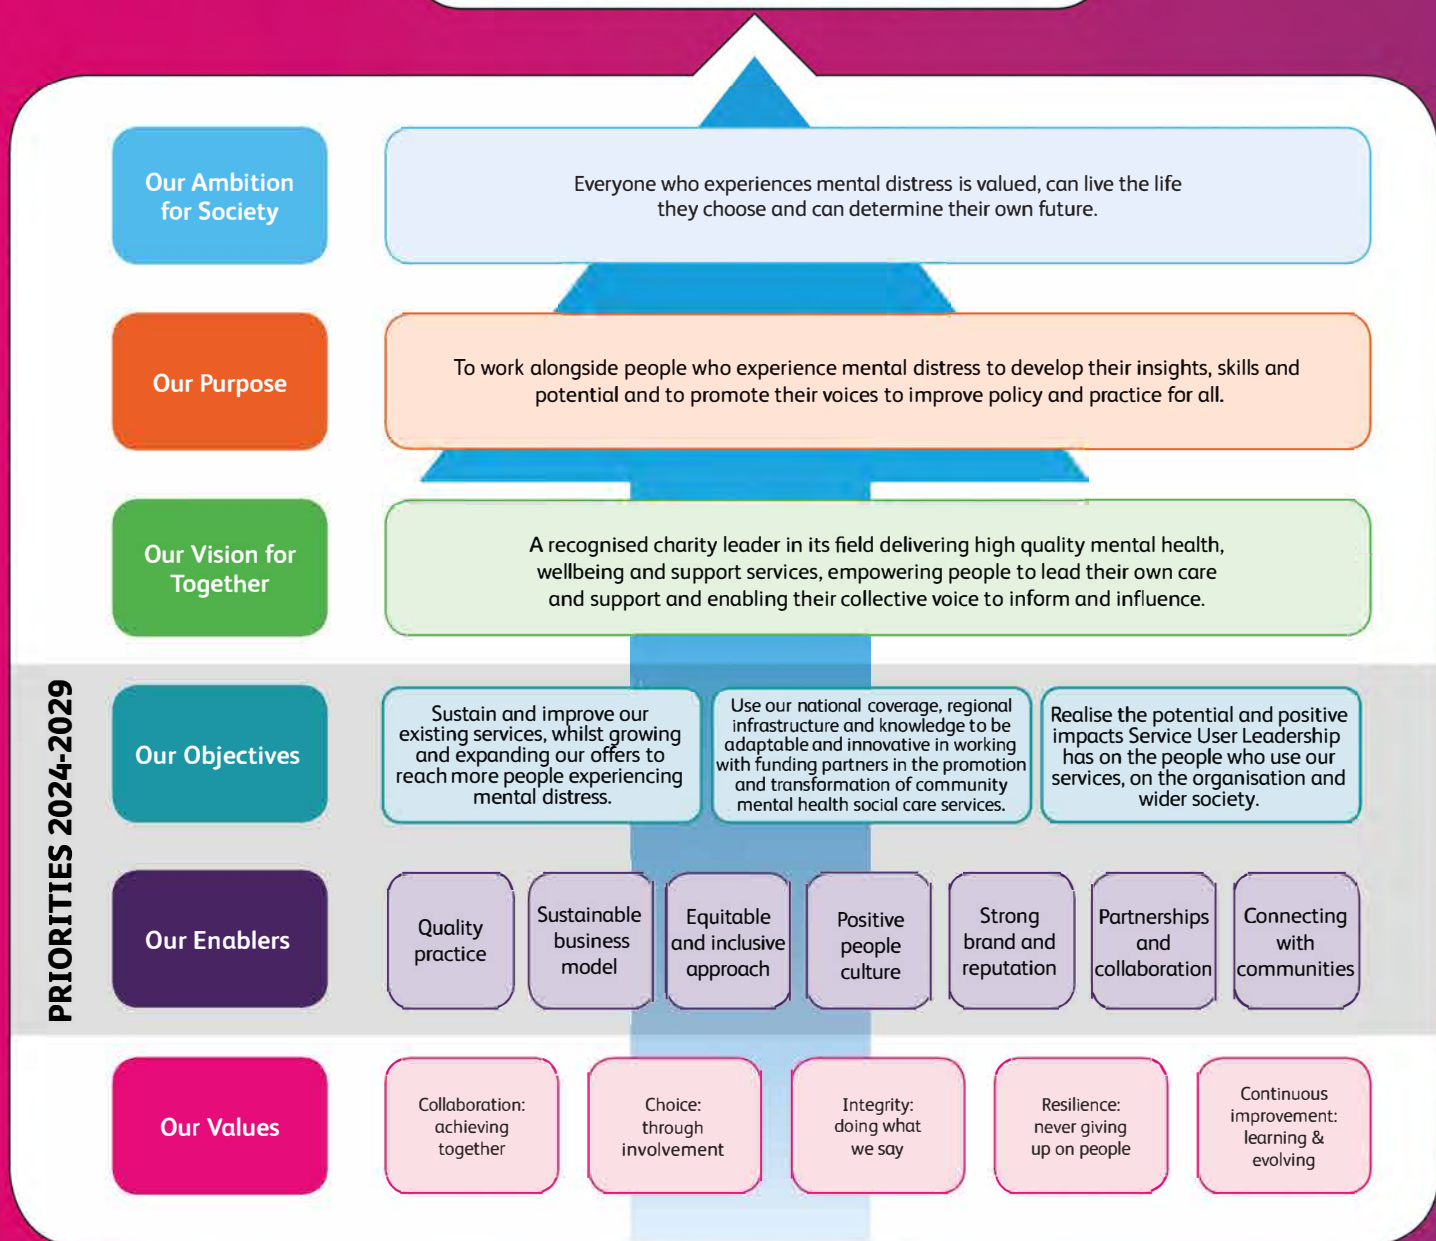 Our Ambition
for Society
Everyone who experiences mental distress is valued, can live the life
they choose and can determine their own future.
Our Purpose
To work alongside people who experience mental distress to develop their insights, skills and
potential and to promote their voices to improve policy and practice for all.
Our Vision for
Together
A recognised charity leader in its field delivering high quality mental health,
wellbeing and support services, empowering people to lead their own care
and support and enabling their collective voice to inform and influence.
PRIORITIES 2024-2029
Our Objectives
Sustain and improve our
existing services, whilst growing
and expanding our offers to
reach more people experiencing
mental distress.
Use our national coverage, regional
infrastructure and knowledge to be
adaptable and innovative in working
with funding partners in the promotion
and transformation of community
mental health social care services.
Realise the potential and positive
impacts Service User Leadership
has on the people who use our
services, on the organisation and
wider society.
Our Enablers
Quality
practice
Sustainable
business
model
Equitable
and inclusive
approach
Positive
people
culture
Strong
brand and
reputation
Partnerships
and
collaboration
Connecting
with
communities
Our Values
Collaboration:
achieving
together
Choice:
through
involvement
Integrity:
doing what
we say
Resilience:
never giving
up on people
Continuous
improvement:
learning &
evolving